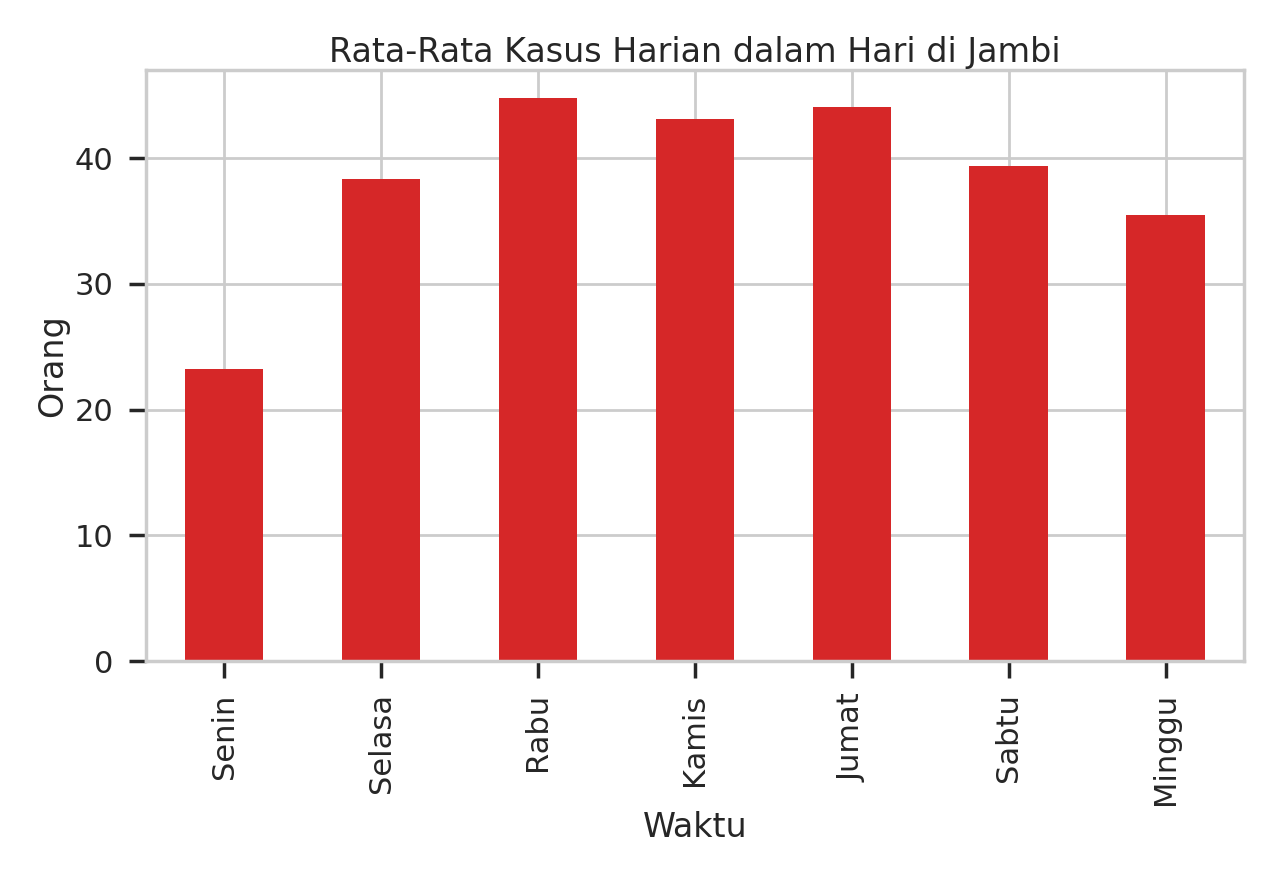 Rata-Rata Kasus Harian dalam Hari di Jambi
Orang
40
30
20
10
0
Senin
Selasa
Rabu
Kamis
Jumat
Sabtu
Minggu
Waktu